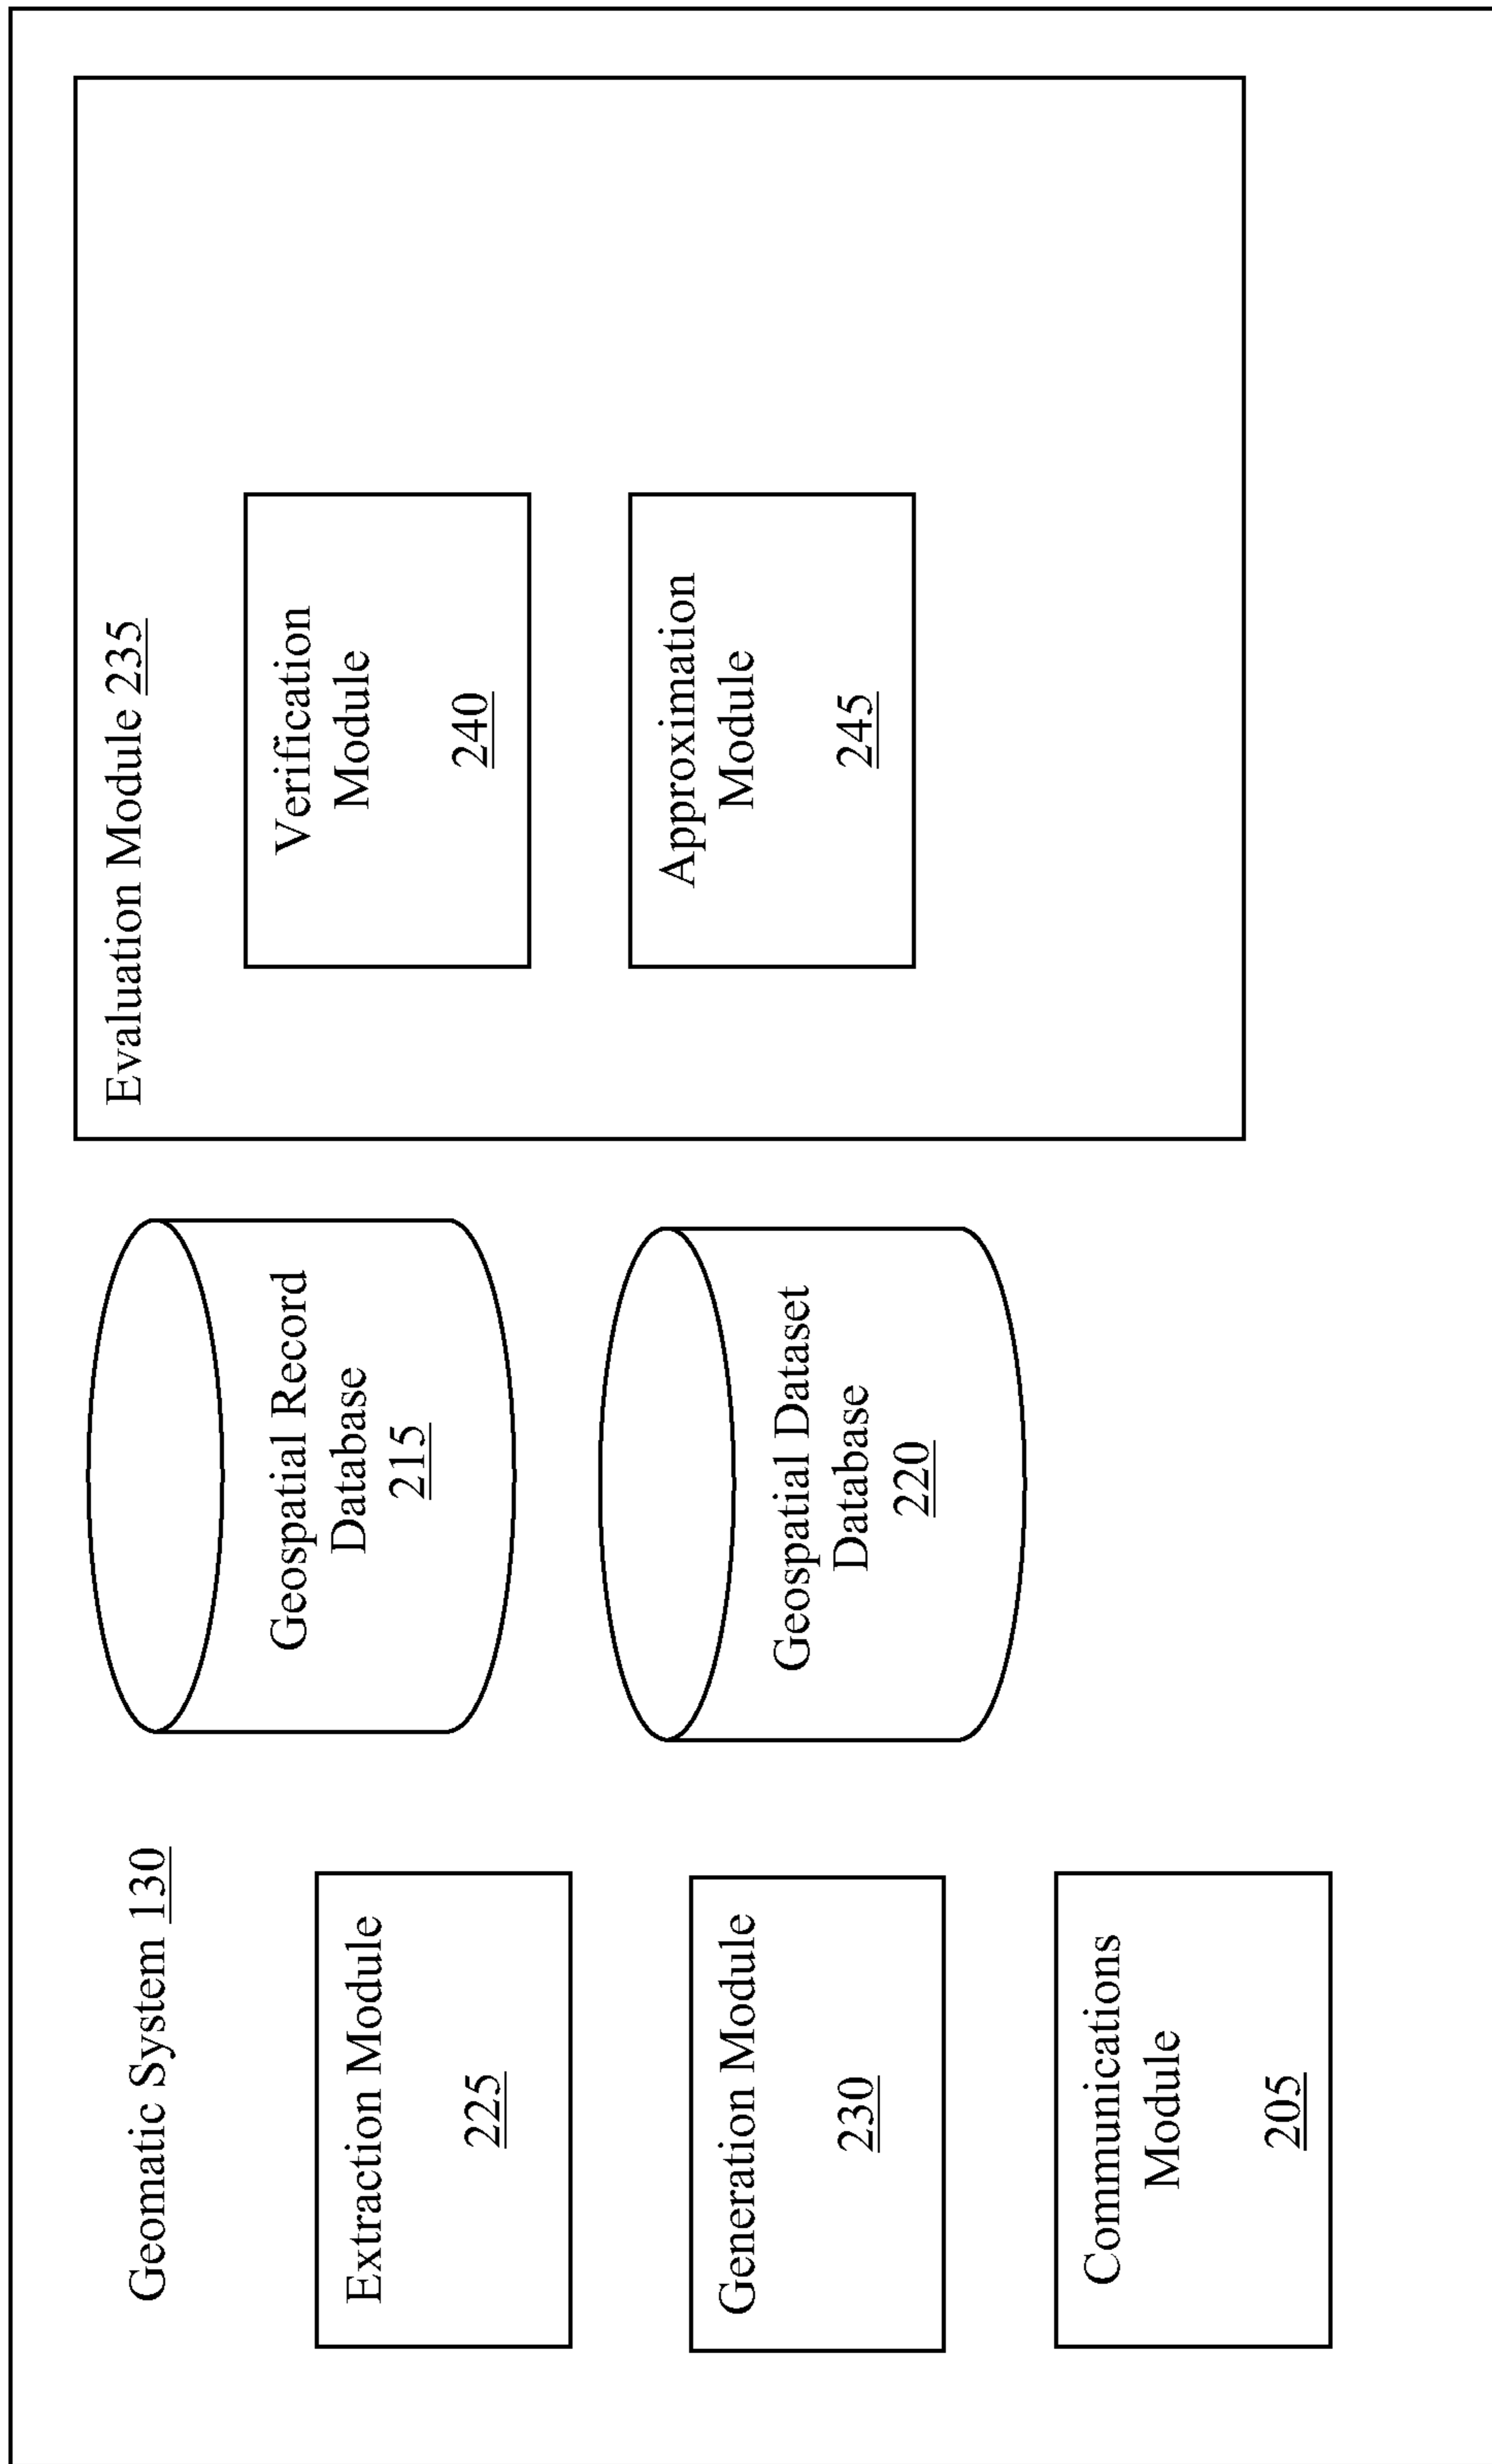 Geomatic System 130
Extraction Module
225
Generation Module
230
Communications
Module
205
Geospatial Record
Database
215
Geospatial Dataset
Database
220
Evaluation Module 235
Verification
Module
240
Approximation
Module
245